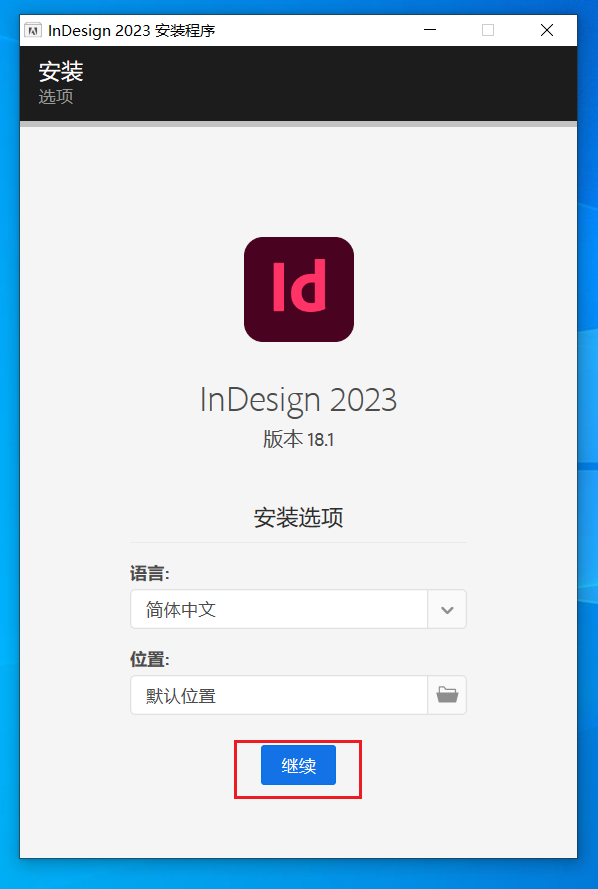 InDesign 2023 安装程序
安装
选项
Id
InDesign 2023
版本 18.1
安装选项
语言:
简体中文
位置:
默认位置
继续